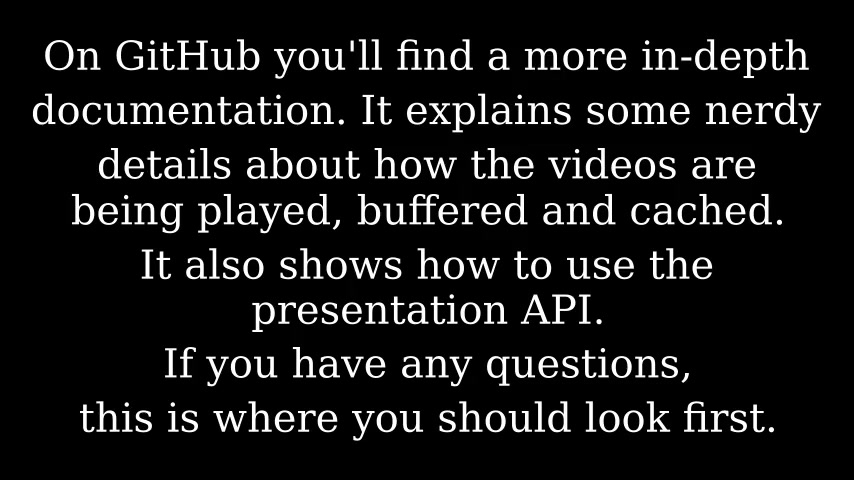 On GitHub you'll find a more in-depth
documentation. It explains some nerdy
details about how the videos are
being played, buffered and cached.
It also shows how to use the
presentation API.
If you have any questions,
this is where you should look first.